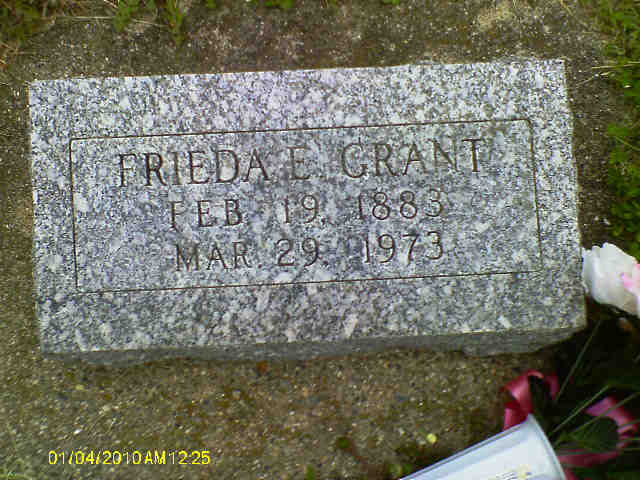 FRIEDA E. GRANT
FEB. 19, 1883
MAR. 29, 1973
01/04/2010 AM 12:25